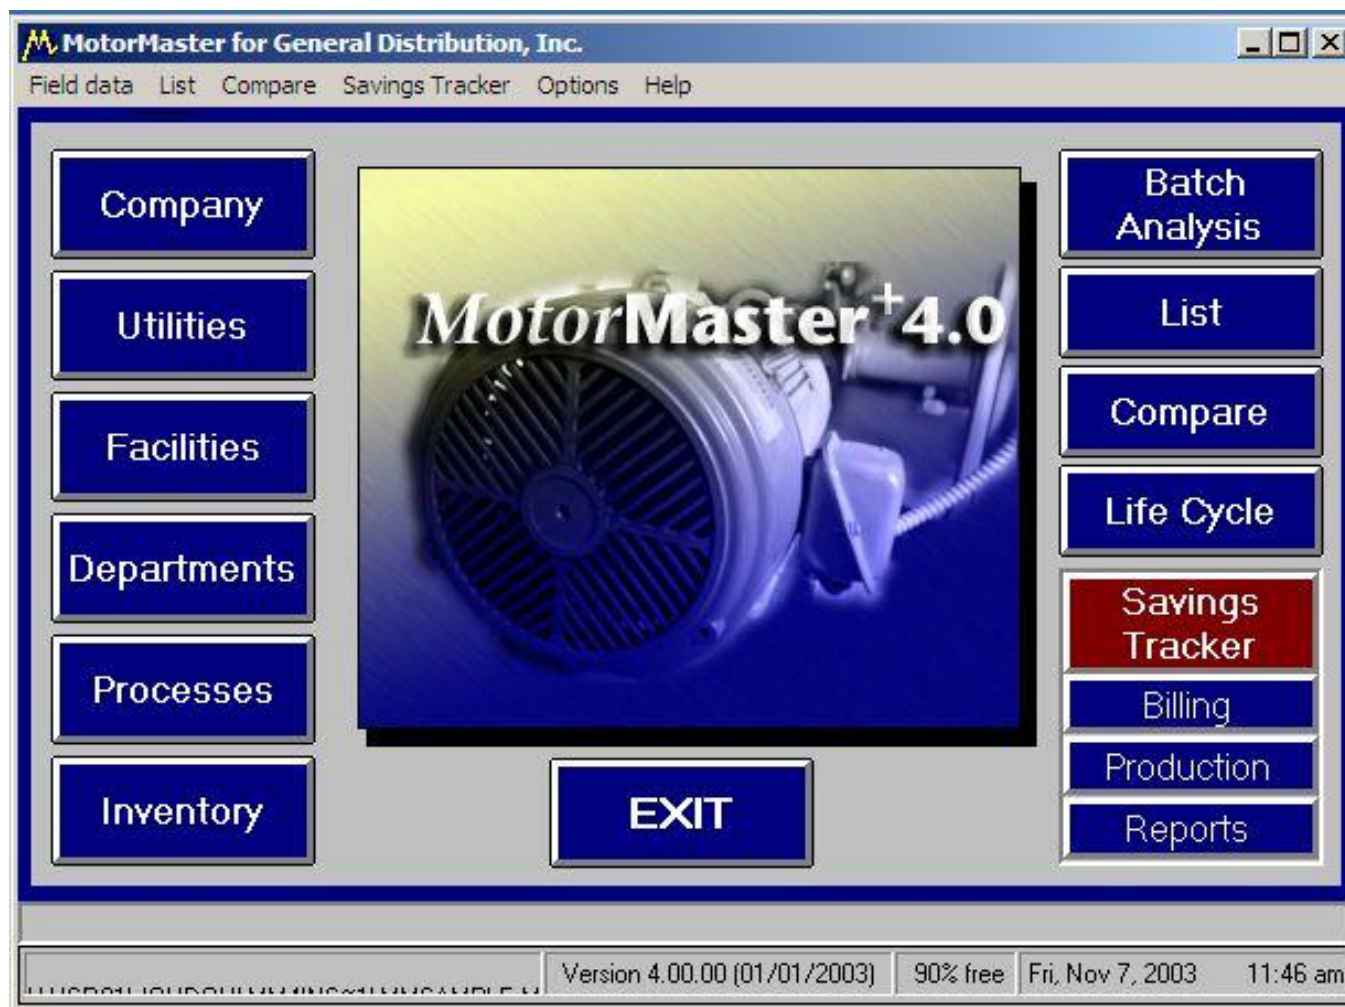 MotorMaster for General Distribution, Inc.
Field data List Compare Savings Tracker Options Help
Company
Utilities
Facilities
Departments
Processes
Inventory
MotorMaster+4.0
EXIT
Batch
Analysis
List
Compare
Life Cycle
Savings
Tracker
Billing
Production
Reports
Version 4.00.00 (01/01/2003) 90% free Fri, Nov 7, 2003 11:46 am